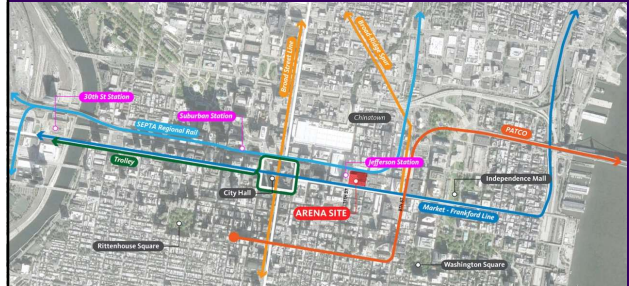 Broad Street Line
Broad-Ridge Spur
30th St Station
Suburban Station
SEPTA Regional Rail
Chinatown
PATCO
Trolley
Jefferson Station
City Hall
Independence Mall
ARENA SITE
Market - Frankford Line
Rittenhouse Square
Washington Square